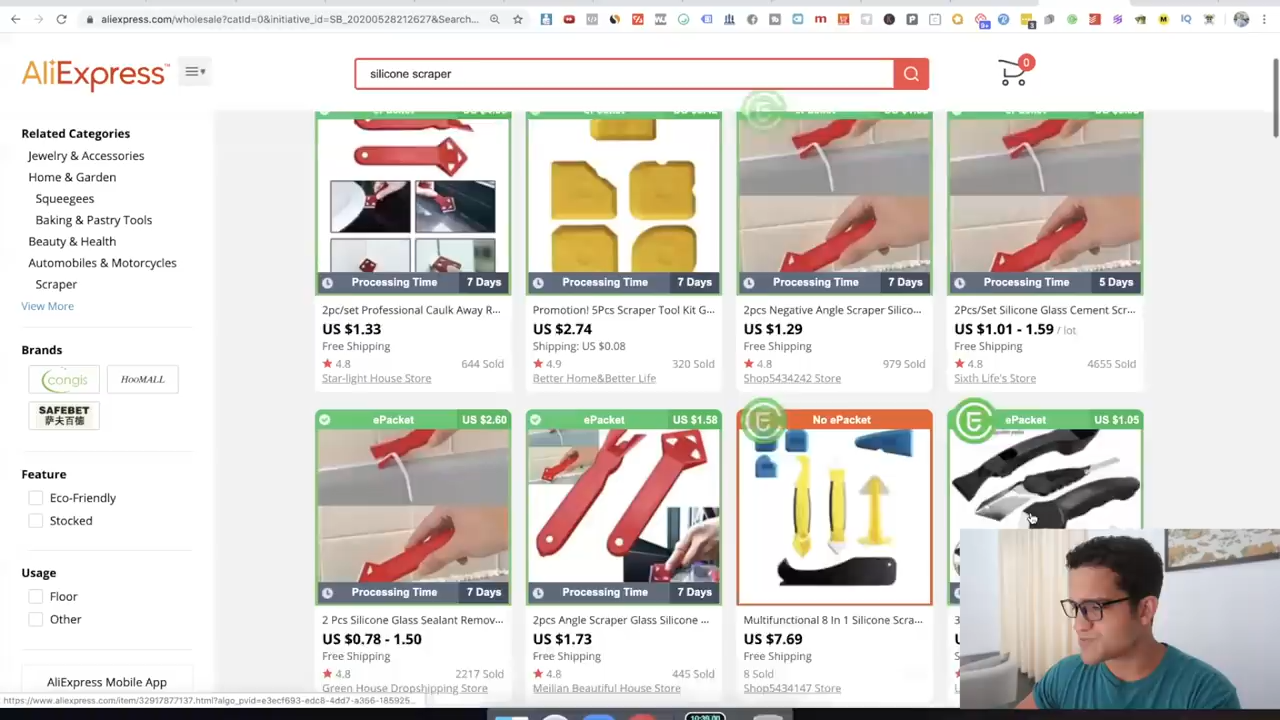 aliexpress.com/wholesale?catId=0&initiative_id=SB_20200528212627&Search...
AliExpress™
silicone scraper
0
Related Categories
Jewelry & Accessories
Home & Garden
Squeegees
Baking & Pastry Tools
Beauty & Health
Automobiles & Motorcycles
Scraper
View More
Brands
congis
HOOMALL
SAFEBET
萨夫百德
Feature
Eco-Friendly
Stocked
Usage
Floor
Other
AliExpress Mobile App
Processing Time 7 Days
Processing Time 7 Days
Processing Time 7 Days
Processing Time 5 Days
2pc/set Professional Caulk Away R...
US $1.33
Free Shipping
4.8 644 Sold
Star-light House Store
Promotion! 5Pcs Scraper Tool Kit G...
US $2.74
Shipping: US $0.08
4.9 320 Sold
Better Home&Better Life
2pcs Negative Angle Scraper Silico...
US $1.29
Free Shipping
4.8 979 Sold
Shop5434242 Store
2Pcs/Set Silicone Glass Cement Scr...
US $1.01 - 1.59 / lot
Free Shipping
4.8 4655 Sold
Sixth Life's Store
ePacket US $2.60
Processing Time 7 Days
2 Pcs Silicone Glass Sealant Remov...
US $0.78 - 1.50
Free Shipping
4.8 2217 Sold
Green House Dropshipping Store
ePacket US $1.58
Processing Time 7 Days
2pcs Angle Scraper Glass Silicone ...
US $1.73
Free Shipping
4.8 445 Sold
Meilian Beautiful House Store
No ePacket
Multifunctional 8 In 1 Silicone Scra...
US $7.69
Free Shipping
8 Sold
Shop5434147 Store
ePacket US $1.05
https://www.aliexpress.com/item/32917877137.html?algo_pvid=e3ecf693-edc8-4dd7-a356-185925...
10:39:00